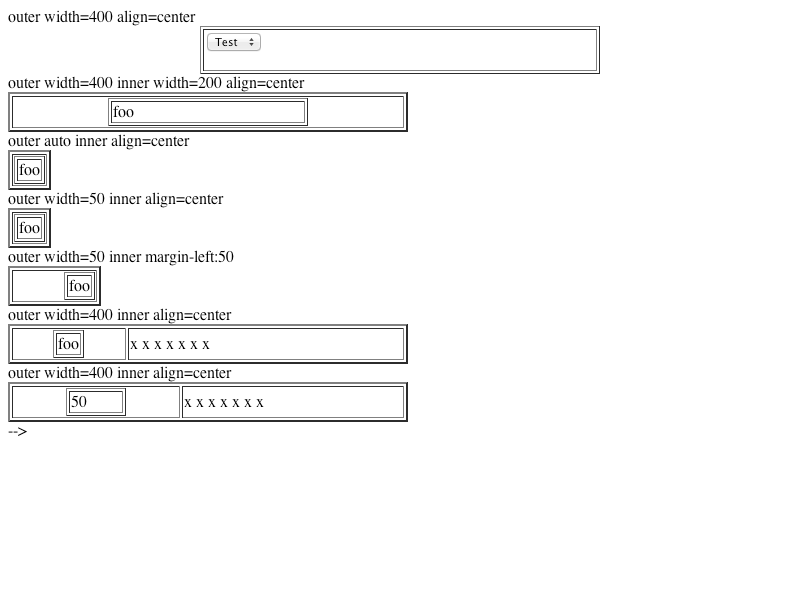 outer width=400 align=center
Test
outer width=400 inner width=200 align=center
foo
outer auto inner align=center
foo
outer width=50 inner align=center
foo
outer width=50 inner margin-left:50
foo
outer width=400 inner align=center
foo x x x x x x x
outer width=400 inner align=center
50 x x x x x x x
-->